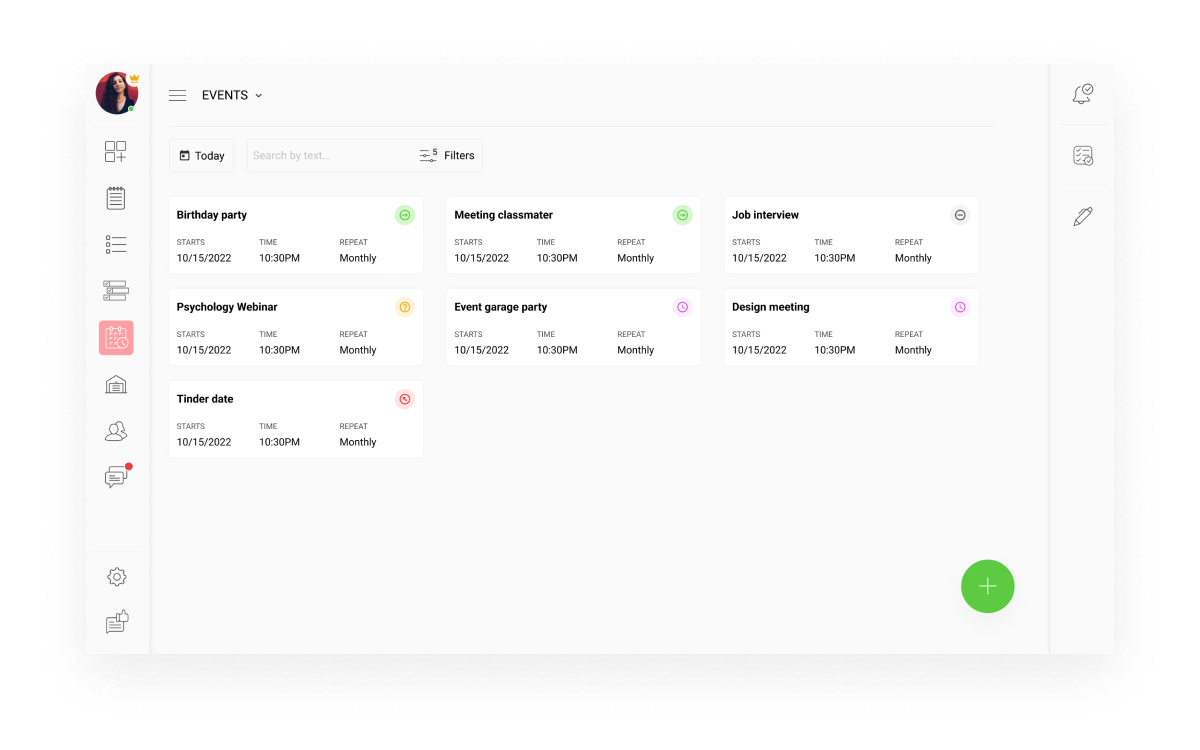 EVENTS
Today
Search by text...
5
Filters
Birthday party
STARTS TIME REPEAT
10/15/2022 10:30PM Monthly
Meeting classmater
STARTS TIME REPEAT
10/15/2022 10:30PM Monthly
Job interview
STARTS TIME REPEAT
10/15/2022 10:30PM Monthly
Psychology Webinar
STARTS TIME REPEAT
10/15/2022 10:30PM Monthly
Event garage party
STARTS TIME REPEAT
10/15/2022 10:30PM Monthly
Design meeting
STARTS TIME REPEAT
10/15/2022 10:30PM Monthly
Tinder date
STARTS TIME REPEAT
10/15/2022 10:30PM Monthly